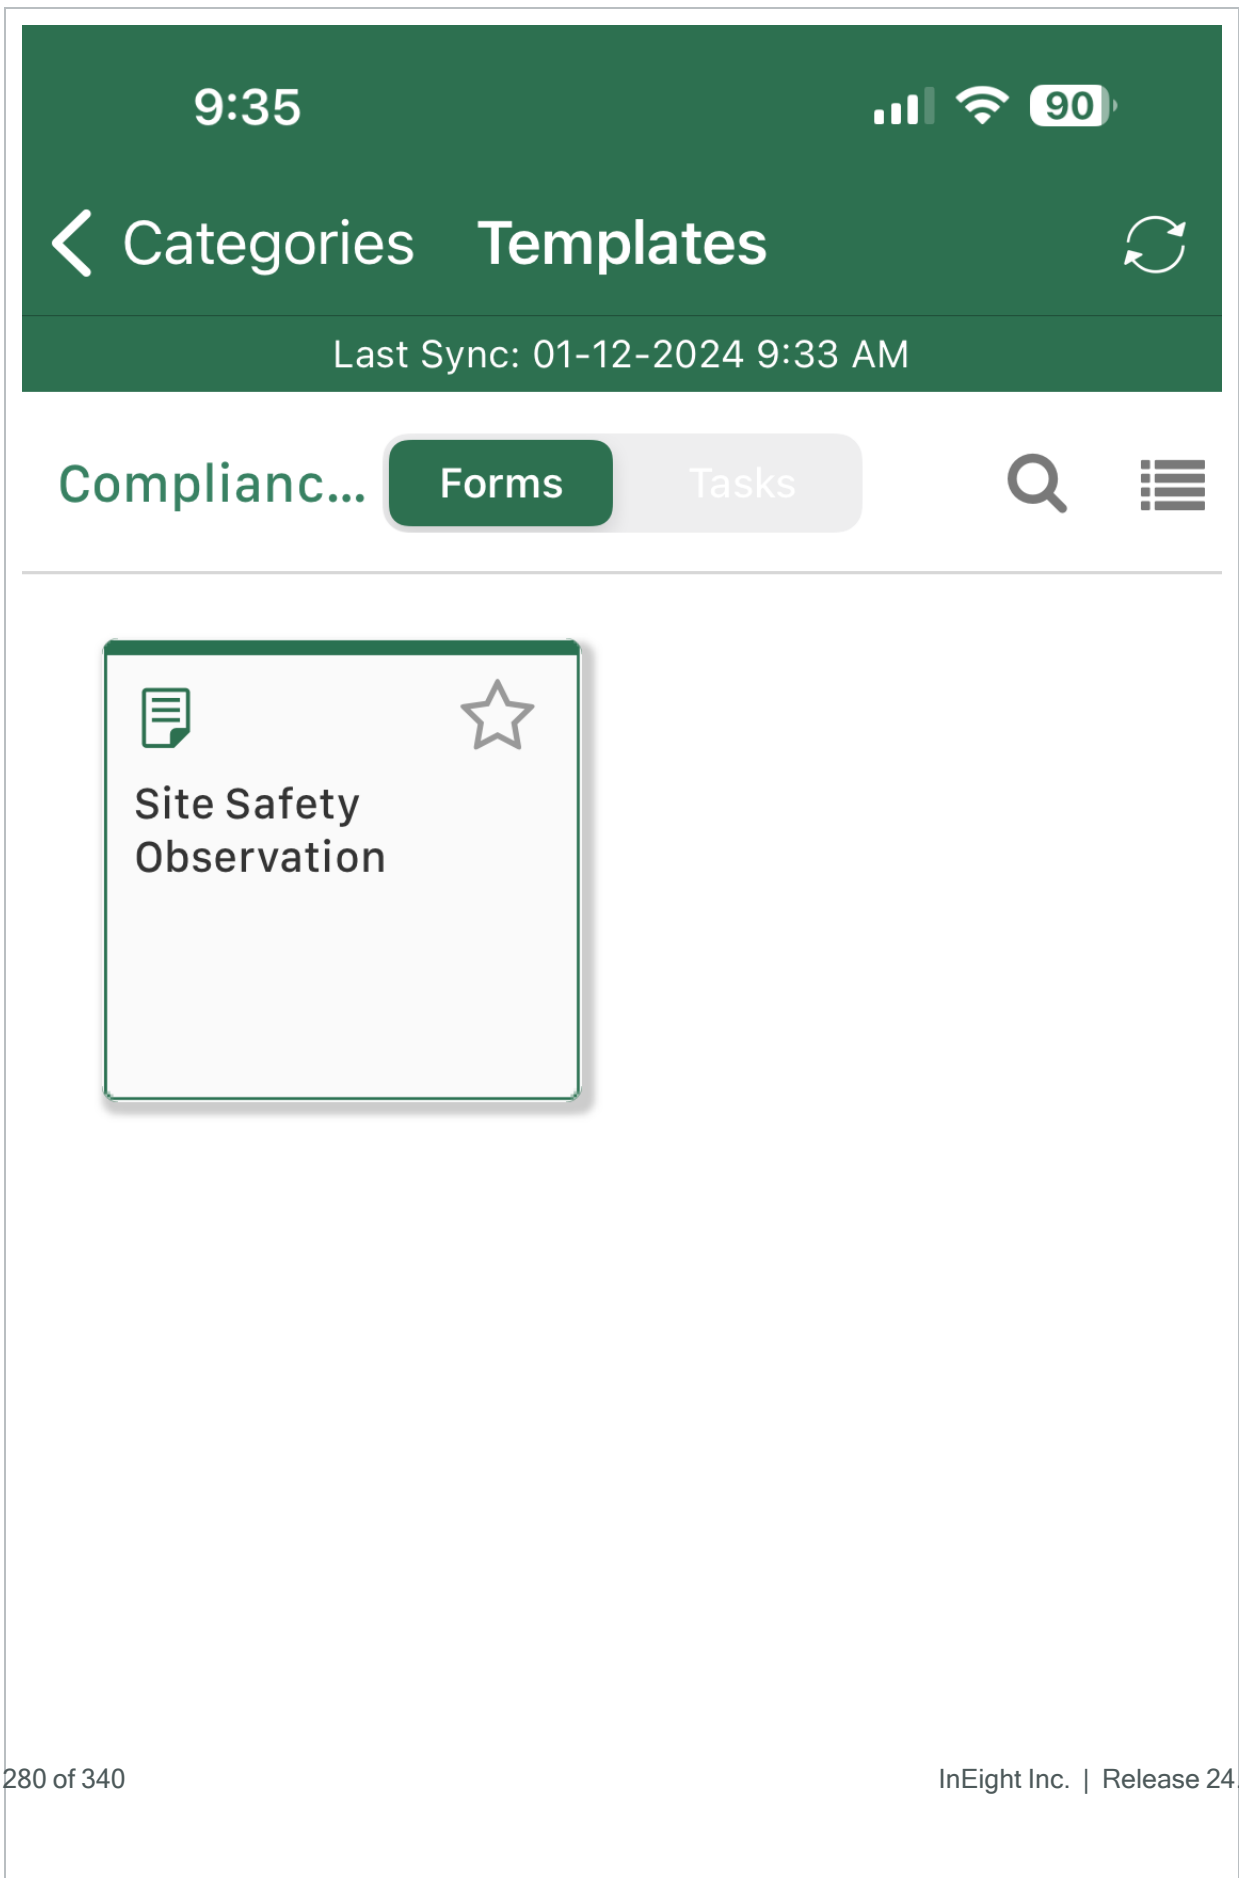 9:35 90
Categories Templates
Last Sync: 01-12-2024 9:33 AM
Complianc... Forms Tasks
Site Safety
Observation
280 of 340 InEight Inc. | Release 24.